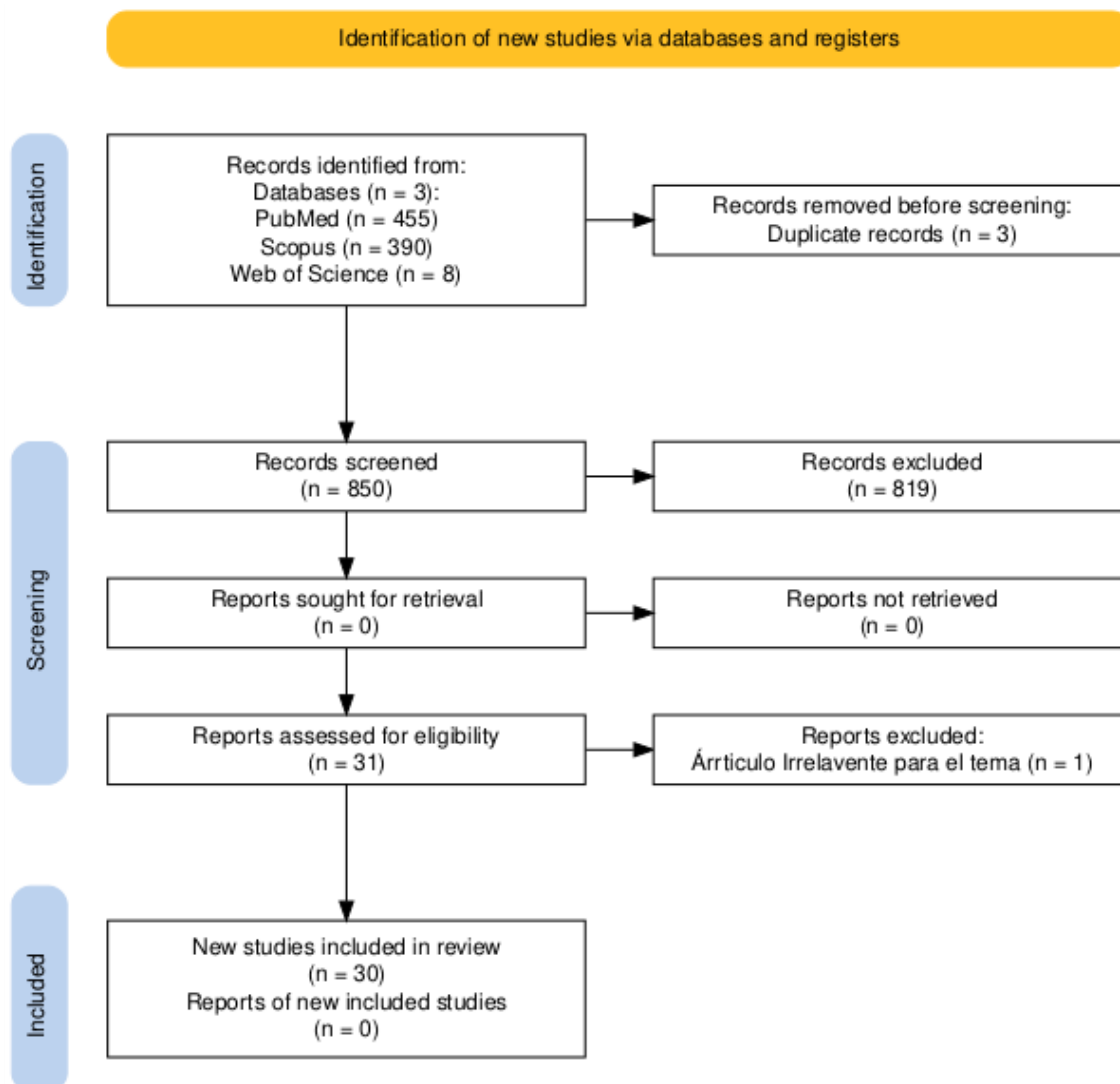 Identification of new studies via databases and registers
Identification
Records identified from:
Databases (n = 3):
PubMed (n = 455)
Scopus (n = 390)
Web of Science (n = 8)
Records removed before screening:
Duplicate records (n = 3)
Screening
Records screened
(n = 850)
Records excluded
(n = 819)
Reports sought for retrieval
(n = 0)
Reports not retrieved
(n = 0)
Reports assessed for eligibility
(n = 31)
Reports excluded:
Árrticulo Irrelavente para el tema (n = 1)
Included
New studies included in review
(n = 30)
Reports of new included studies
(n = 0)